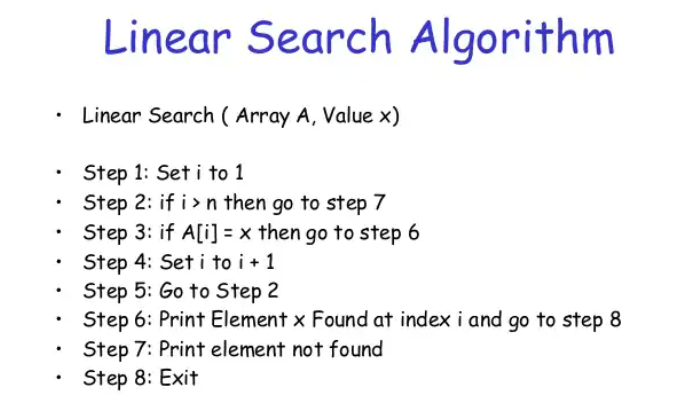 Linear Search Algorithm
• Linear Search ( Array A, Value x)
• Step 1: Set i to 1
• Step 2: if i > n then go to step 7
• Step 3: if A[i] = x then go to step 6
• Step 4: Set i to i + 1
• Step 5: Go to Step 2
• Step 6: Print Element x Found at index i and go to step 8
• Step 7: Print element not found
• Step 8: Exit